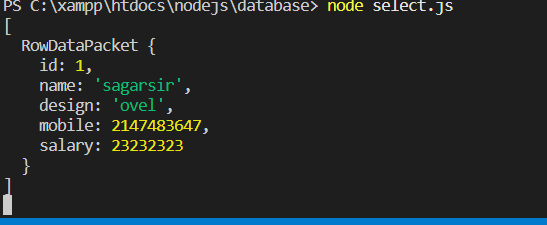 PS C:\xampp\htdocs\nodejs\database> node select.js
[
  RowDataPacket {
    id: 1,
    name: 'sagarsir',
    design: 'ovel',
    mobile: 2147483647,
    salary: 23232323
  }
]